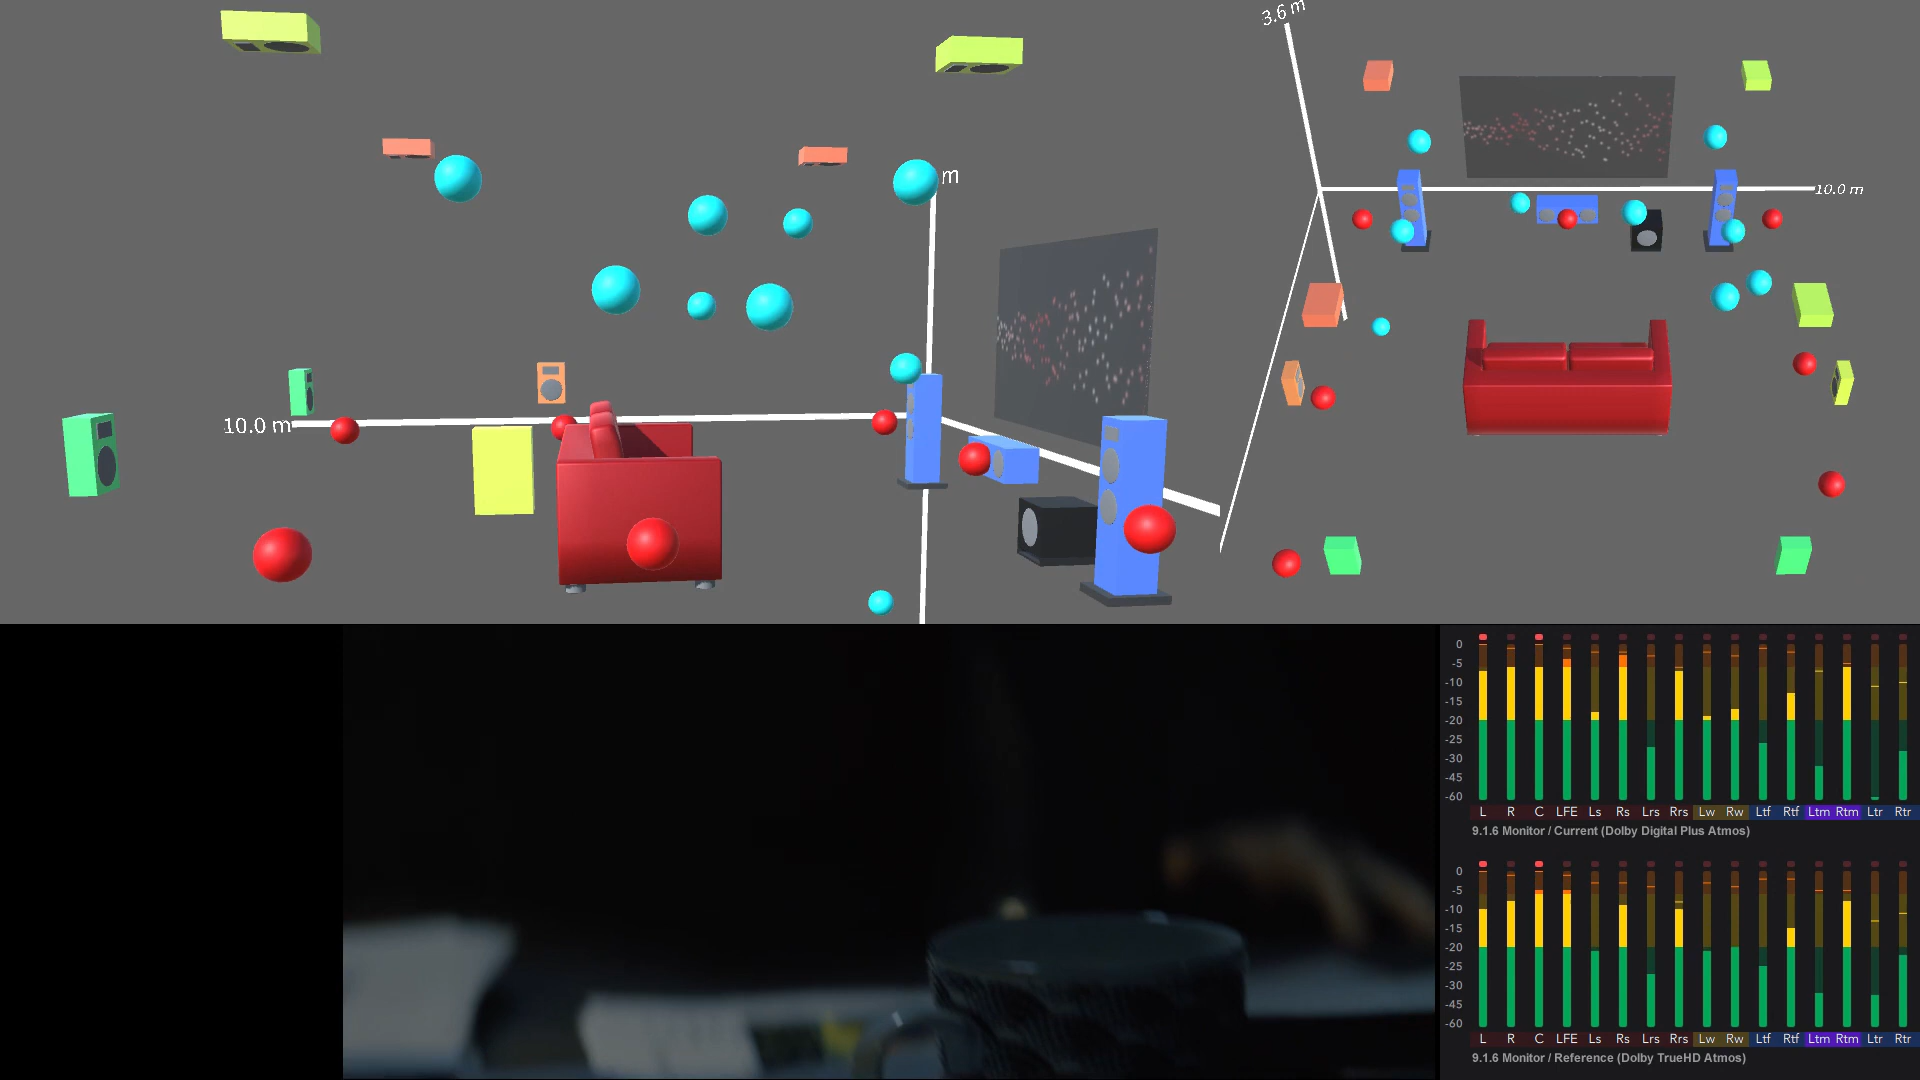 3.6 m
m
10.0 m
10.0 m
0
-5
-10
-15
-20
-25
-30
-45
-60
L R C LFE Ls Rs Lrs Rrs Lw Rw Ltf Rtf Ltm Rtm Ltr Rtr
9.1.6 Monitor / Current (Dolby Digital Plus Atmos)
0
-5
-10
-15
-20
-25
-30
-45
-60
L R C LFE Ls Rs Lrs Rrs Lw Rw Ltf Rtf Ltm Rtm Ltr Rtr
9.1.6 Monitor / Reference (Dolby TrueHD Atmos)